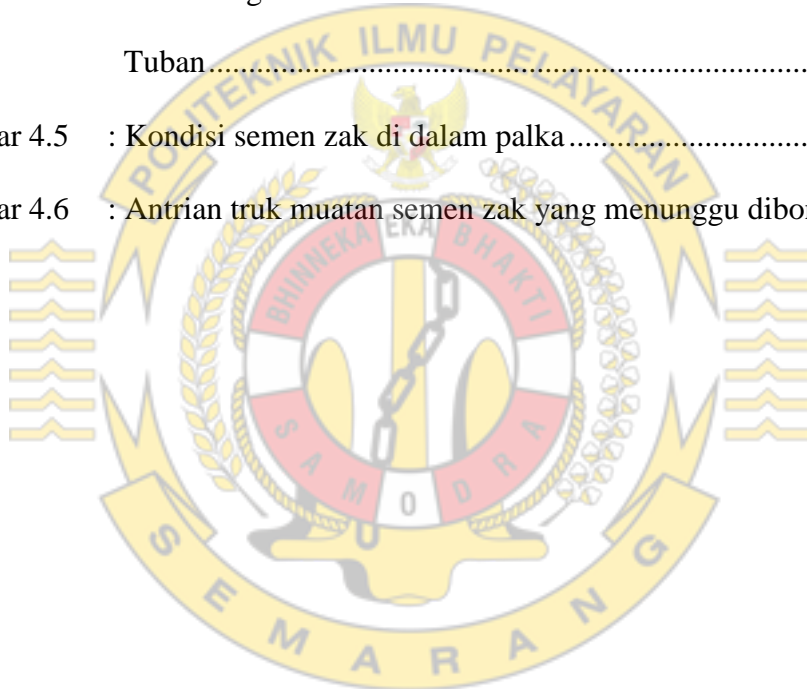 Tuban
ar 4.5 : Kondisi semen zak di dalam palka
ar 4.6 : Antrian truk muatan semen zak yang menunggu
POLITEKNIK ILMU PELAYARAN
BHINNEKA EKA BHAKTI
SAMODRA
SEMARANG